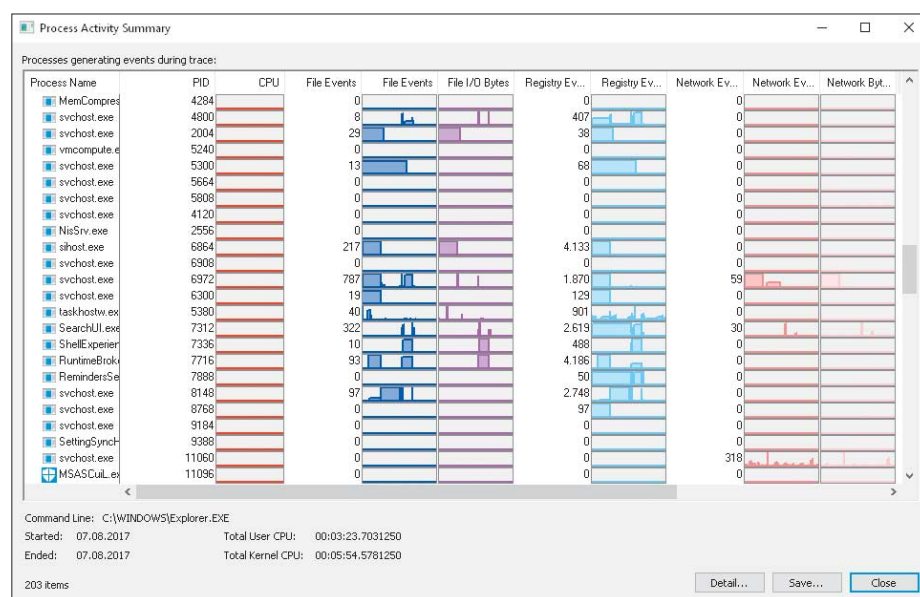 Process Activity Summary
Processes generating events during trace:
Process Name PID CPU File Events File Events File I/O Bytes Registry Ev... Registry Ev... Network Ev... Network Ev... Network Byt...
MemCompres 4284 0 0 0
svchost.exe 4800 8 407 0
svchost.exe 2004 29 38 0
vmcompute.e 5240 0 0 0
svchost.exe 5300 13 68 0
svchost.exe 5664 0 0 0
svchost.exe 5808 0 0 0
svchost.exe 4120 0 0 0
NisSrv.exe 2556 0 0 0
sihost.exe 6864 217 4.133 0
svchost.exe 6908 0 0 0
svchost.exe 6972 787 1.870 59
svchost.exe 6300 19 129 0
taskhostw.ex 5380 40 901 0
SearchUI.exe 7312 322 2.619 30
ShellExperier 7336 10 488 0
RuntimeBroke 7716 93 4.186 0
RemindersSe 7888 0 50 0
svchost.exe 8148 97 2.748 0
svchost.exe 8768 0 97 0
svchost.exe 9184 0 0 0
SettingSyncH 9388 0 0 0
svchost.exe 11060 0 0 318
MSASCuiL.ex 11096 0 0 0
Command Line: C:\WINDOWS\Explorer.EXE
Started: 07.08.2017 Total User CPU: 00:03:23.7031250
Ended: 07.08.2017 Total Kernel CPU: 00:05:54.5781250
203 items Detail... Save... Close